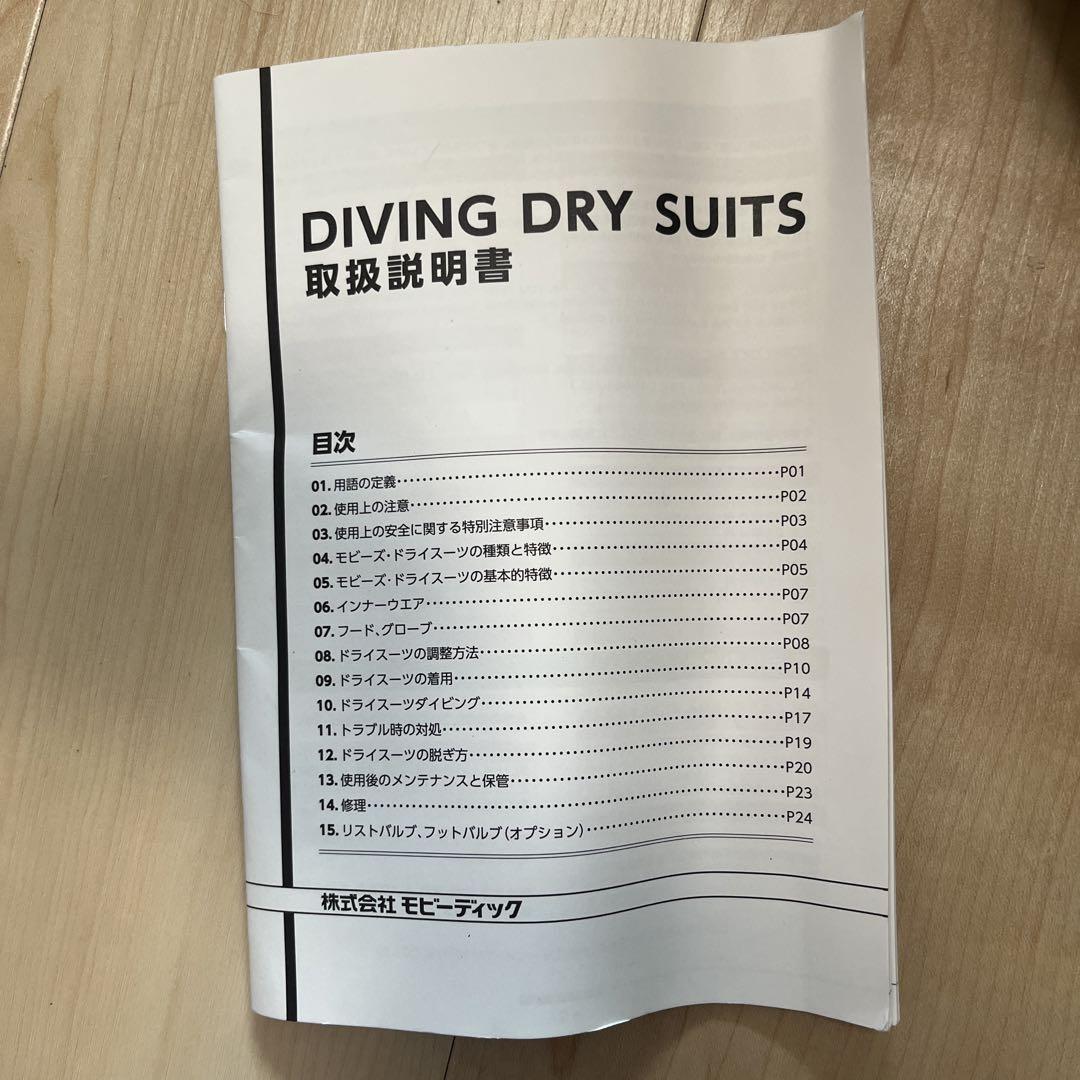 DIVING DRY SUITS
取扱説明書
目次
01. 用語の定義 P01
02. 使用上の注意 P02
03. 使用上の安全に関する特別注意事項 P03
04. モビーズ・ドライスーツの種類と特徴 P04
05. モビーズ・ドライスーツの基本的特徴 P05
06. インナーウエア P07
07. フード、グローブ P07
08. ドライスーツの調整方法 P08
09. ドライスーツの着用 P10
10. ドライスーツダイビング P14
11. トラブル時の対処 P17
12. ドライスーツの脱ぎ方 P19
13. 使用後のメンテナンスと保管 P20
14. 修理 P23
15. リストバルブ、フットバルブ(オプション) P24
株式会社 モビーディック